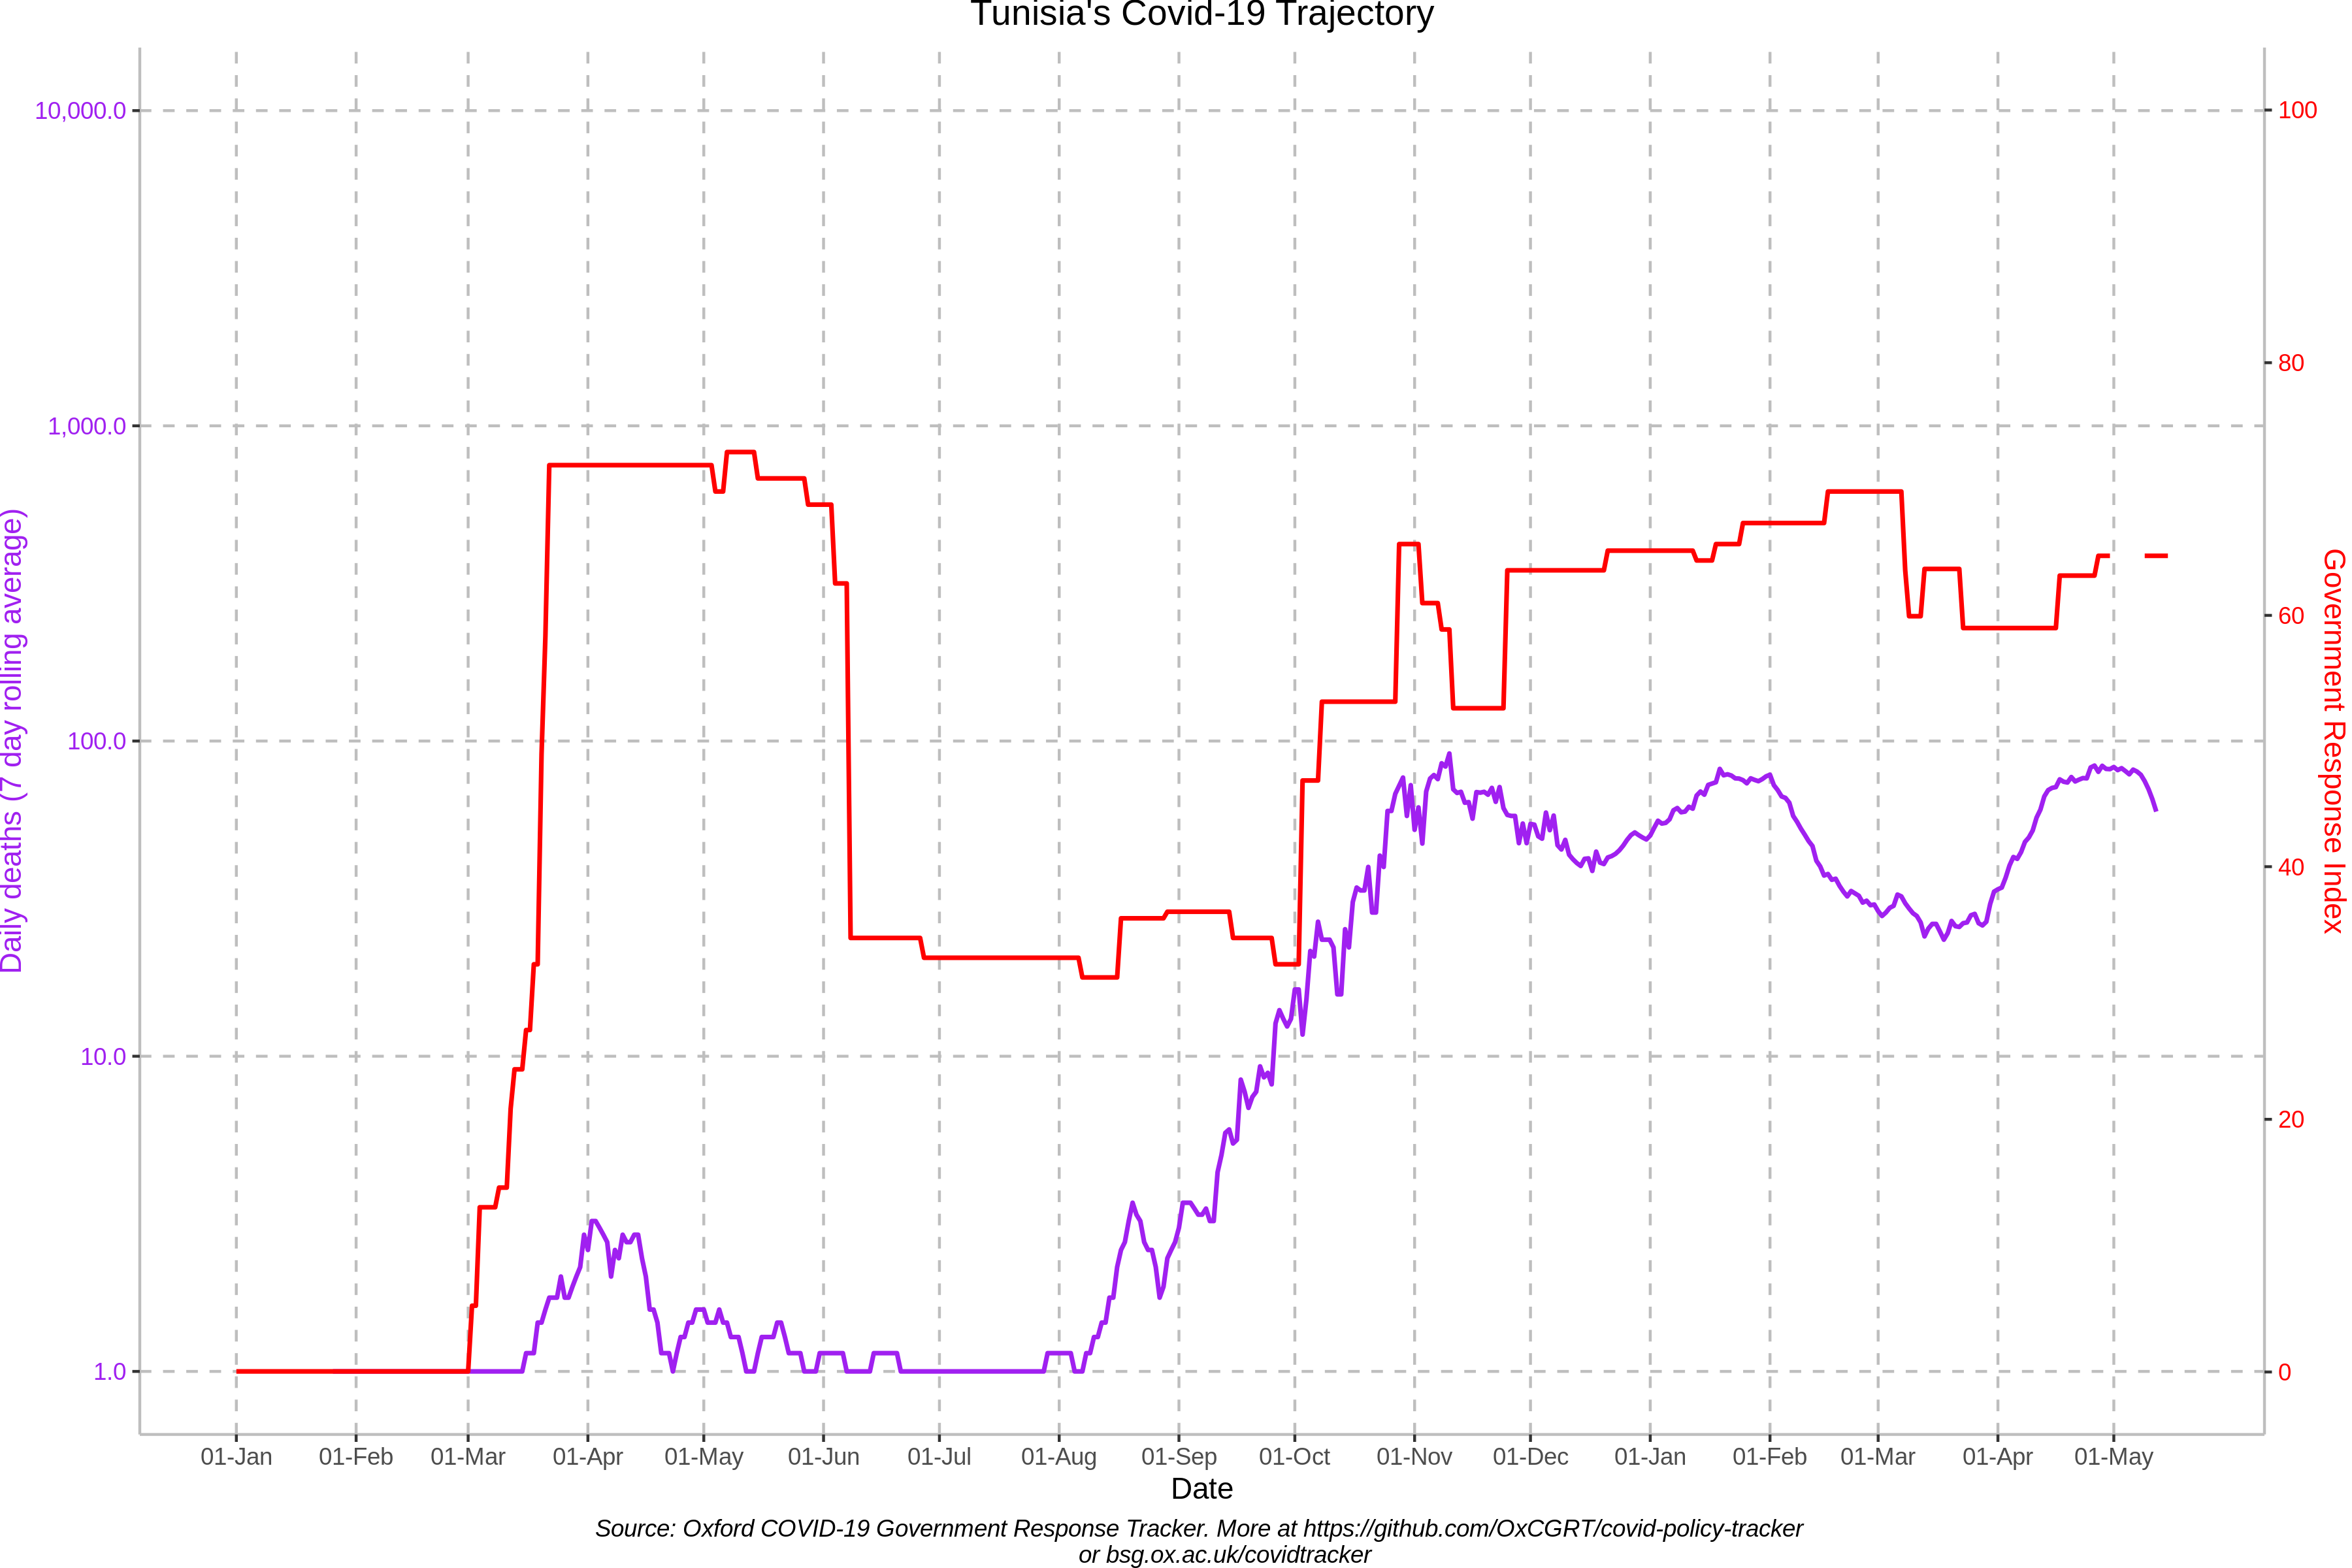 Tunisia's Covid-19 Trajectory
10,000.0
1,000.0
100.0
10.0
1.0
Daily deaths (7 day rolling average)
100
80
60
40
20
0
Government Response Index
01-Jan 01-Feb 01-Mar 01-Apr 01-May 01-Jun 01-Jul 01-Aug 01-Sep 01-Oct 01-Nov 01-Dec 01-Jan 01-Feb 01-Mar 01-Apr 01-May
Date
Source: Oxford COVID-19 Government Response Tracker. More at https://github.com/OxCGRT/covid-policy-tracker
or bsg.ox.ac.uk/covidtracker